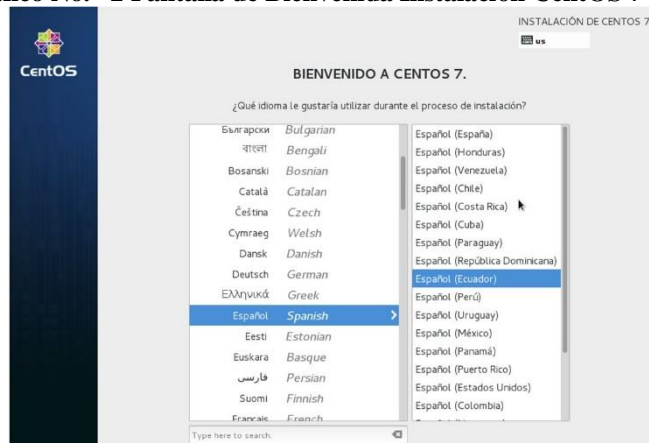 Pantalla de Bienvenida Instalación CentOS 7
INSTALACIÓN DE CENTOS 7
us
CentOS
BIENVENIDO A CENTOS 7.
¿Qué idioma le gustaría utilizar durante el proceso de instalación?
Български Bulgarian
বাংলা Bengali
Bosanski Bosnian
Català Catalan
Čeština Czech
Cymraeg Welsh
Dansk Danish
Deutsch German
Ελληνικά Greek
Español Spanish
Eesti Estonian
Euskara Basque
فارسی Persian
Suomi Finnish
Français French
Type here to search.
Español (España)
Español (Honduras)
Español (Venezuela)
Español (Chile)
Español (Costa Rica)
Español (Cuba)
Español (Paraguay)
Español (República Dominicana)
Español (Ecuador)
Español (Perú)
Español (Uruguay)
Español (México)
Español (Panamá)
Español (Puerto Rico)
Español (Estados Unidos)
Español (Colombia)